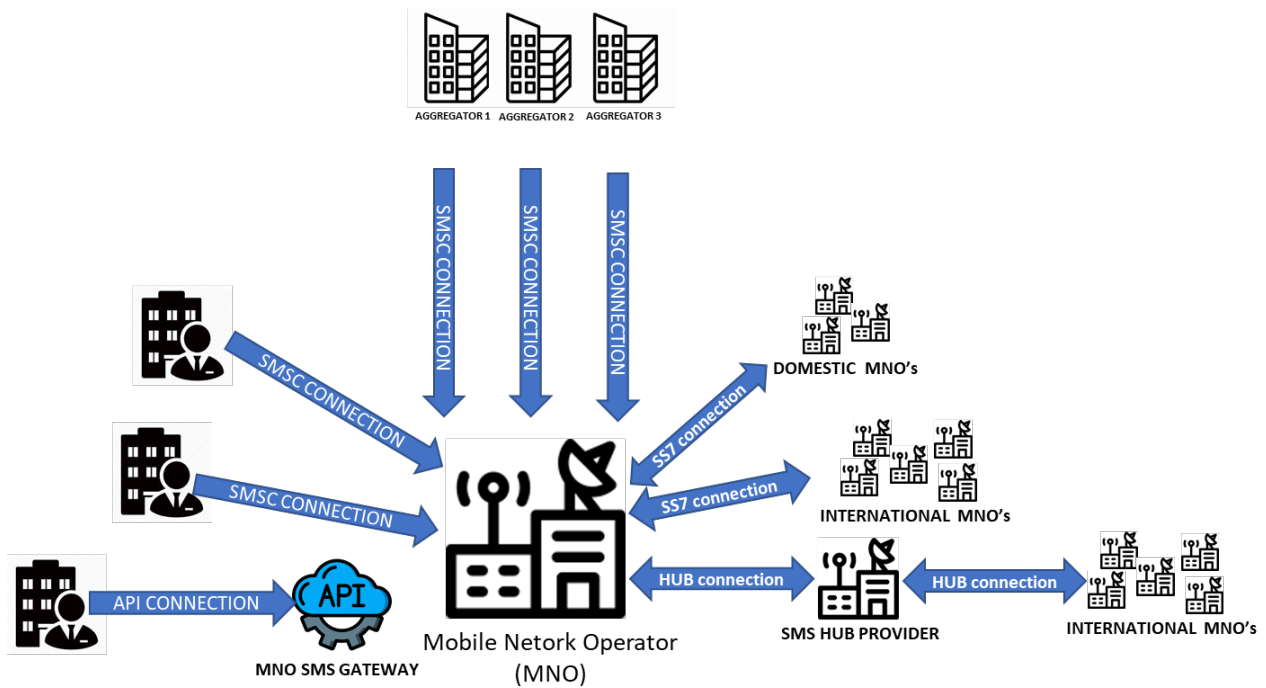 AGGREGATOR 1 AGGREGATOR 2 AGGREGATOR 3
SMSC CONNECTION
SMSC CONNECTION
SMSC CONNECTION
SMSC CONNECTION
SMSC CONNECTION
API CONNECTION
API
MNO SMS GATEWAY
Mobile Netork Operator
(MNO)
SS7 connection
DOMESTIC MNO's
SS7 connection
INTERNATIONAL MNO's
HUB connection
SMS HUB PROVIDER
HUB connection
INTERNATIONAL MNO's